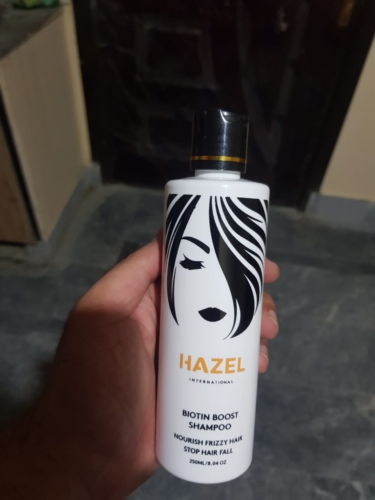 HAZEL
INTERNATIONAL
BIOTIN BOOST
SHAMPOO
NOURISH FRIZZY HAIR
STOP HAIR FALL
250ML/8.04 OZ